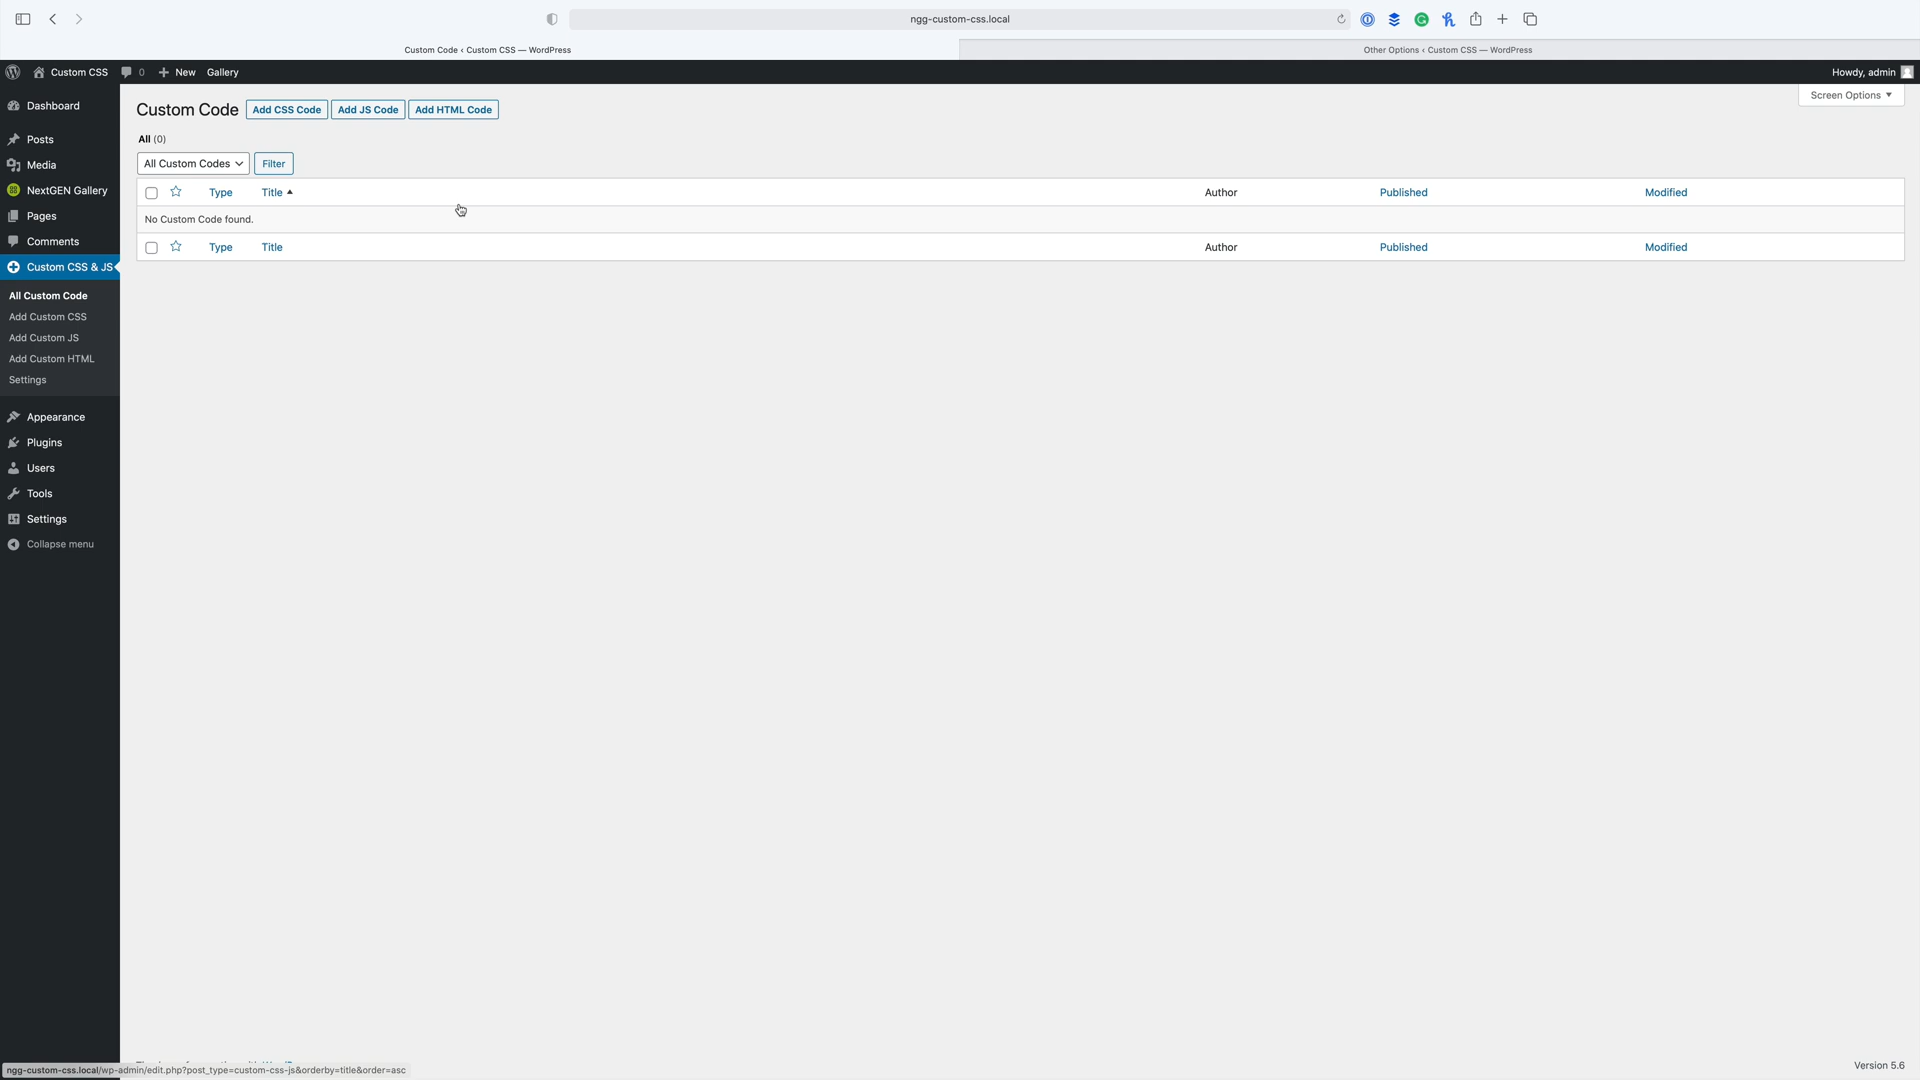 ngg-custom-css.local
Custom Code ‹ Custom CSS — WordPress
Other Options ‹ Custom CSS — WordPress
Custom CSS 0 New Gallery
Howdy, admin
Dashboard
Posts
Media
NextGEN Gallery
Pages
Comments
Custom CSS & JS
All Custom Code
Add Custom CSS
Add Custom JS
Add Custom HTML
Settings
Appearance
Plugins
Users
Tools
Settings
Collapse menu
Screen Options
Custom Code Add CSS Code Add JS Code Add HTML Code
All (0)
All Custom Codes Filter
Type Title Author Published Modified
No Custom Code found.
Type Title Author Published Modified
ngg-custom-css.local/wp-admin/edit.php?post_type=custom-css-js&orderby=title&order=asc
Version 5.6